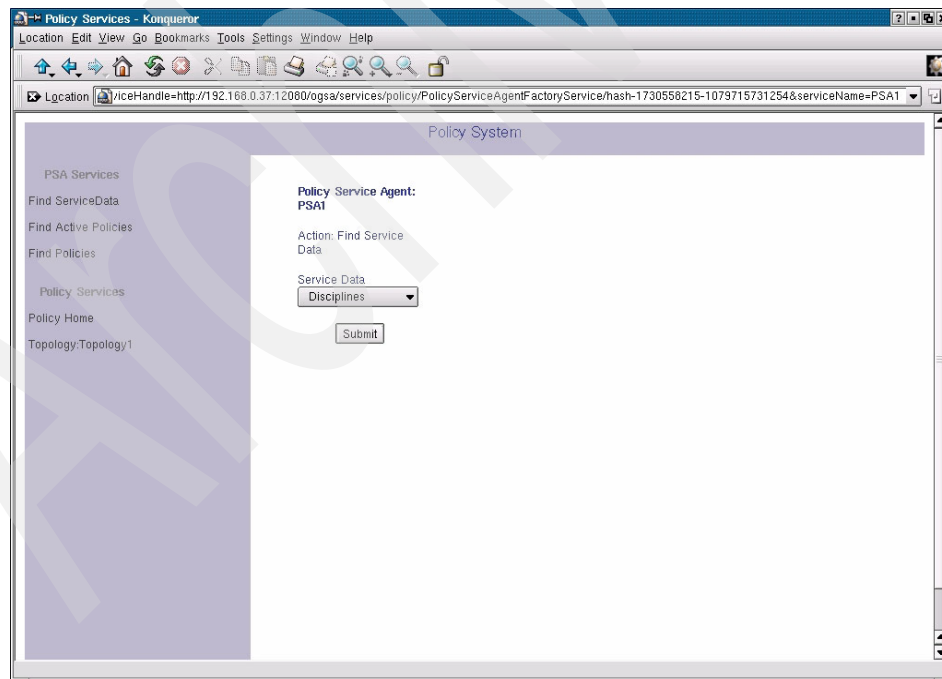 Policy Services - Konqueror
Location Edit View Go Bookmarks Tools Settings Window Help
Location /iceHandle=http://192.168.0.37:12080/ogsa/services/policy/PolicyServiceAgentFactoryService/hash-1730558215-1079715731254&serviceName=PSA1
Policy System
PSA Services
Find ServiceData
Find Active Policies
Find Policies
Policy Services
Policy Home
Topology:Topology1
Policy Service Agent:
PSA1
Action: Find Service
Data
Service Data
Disciplines
Submit